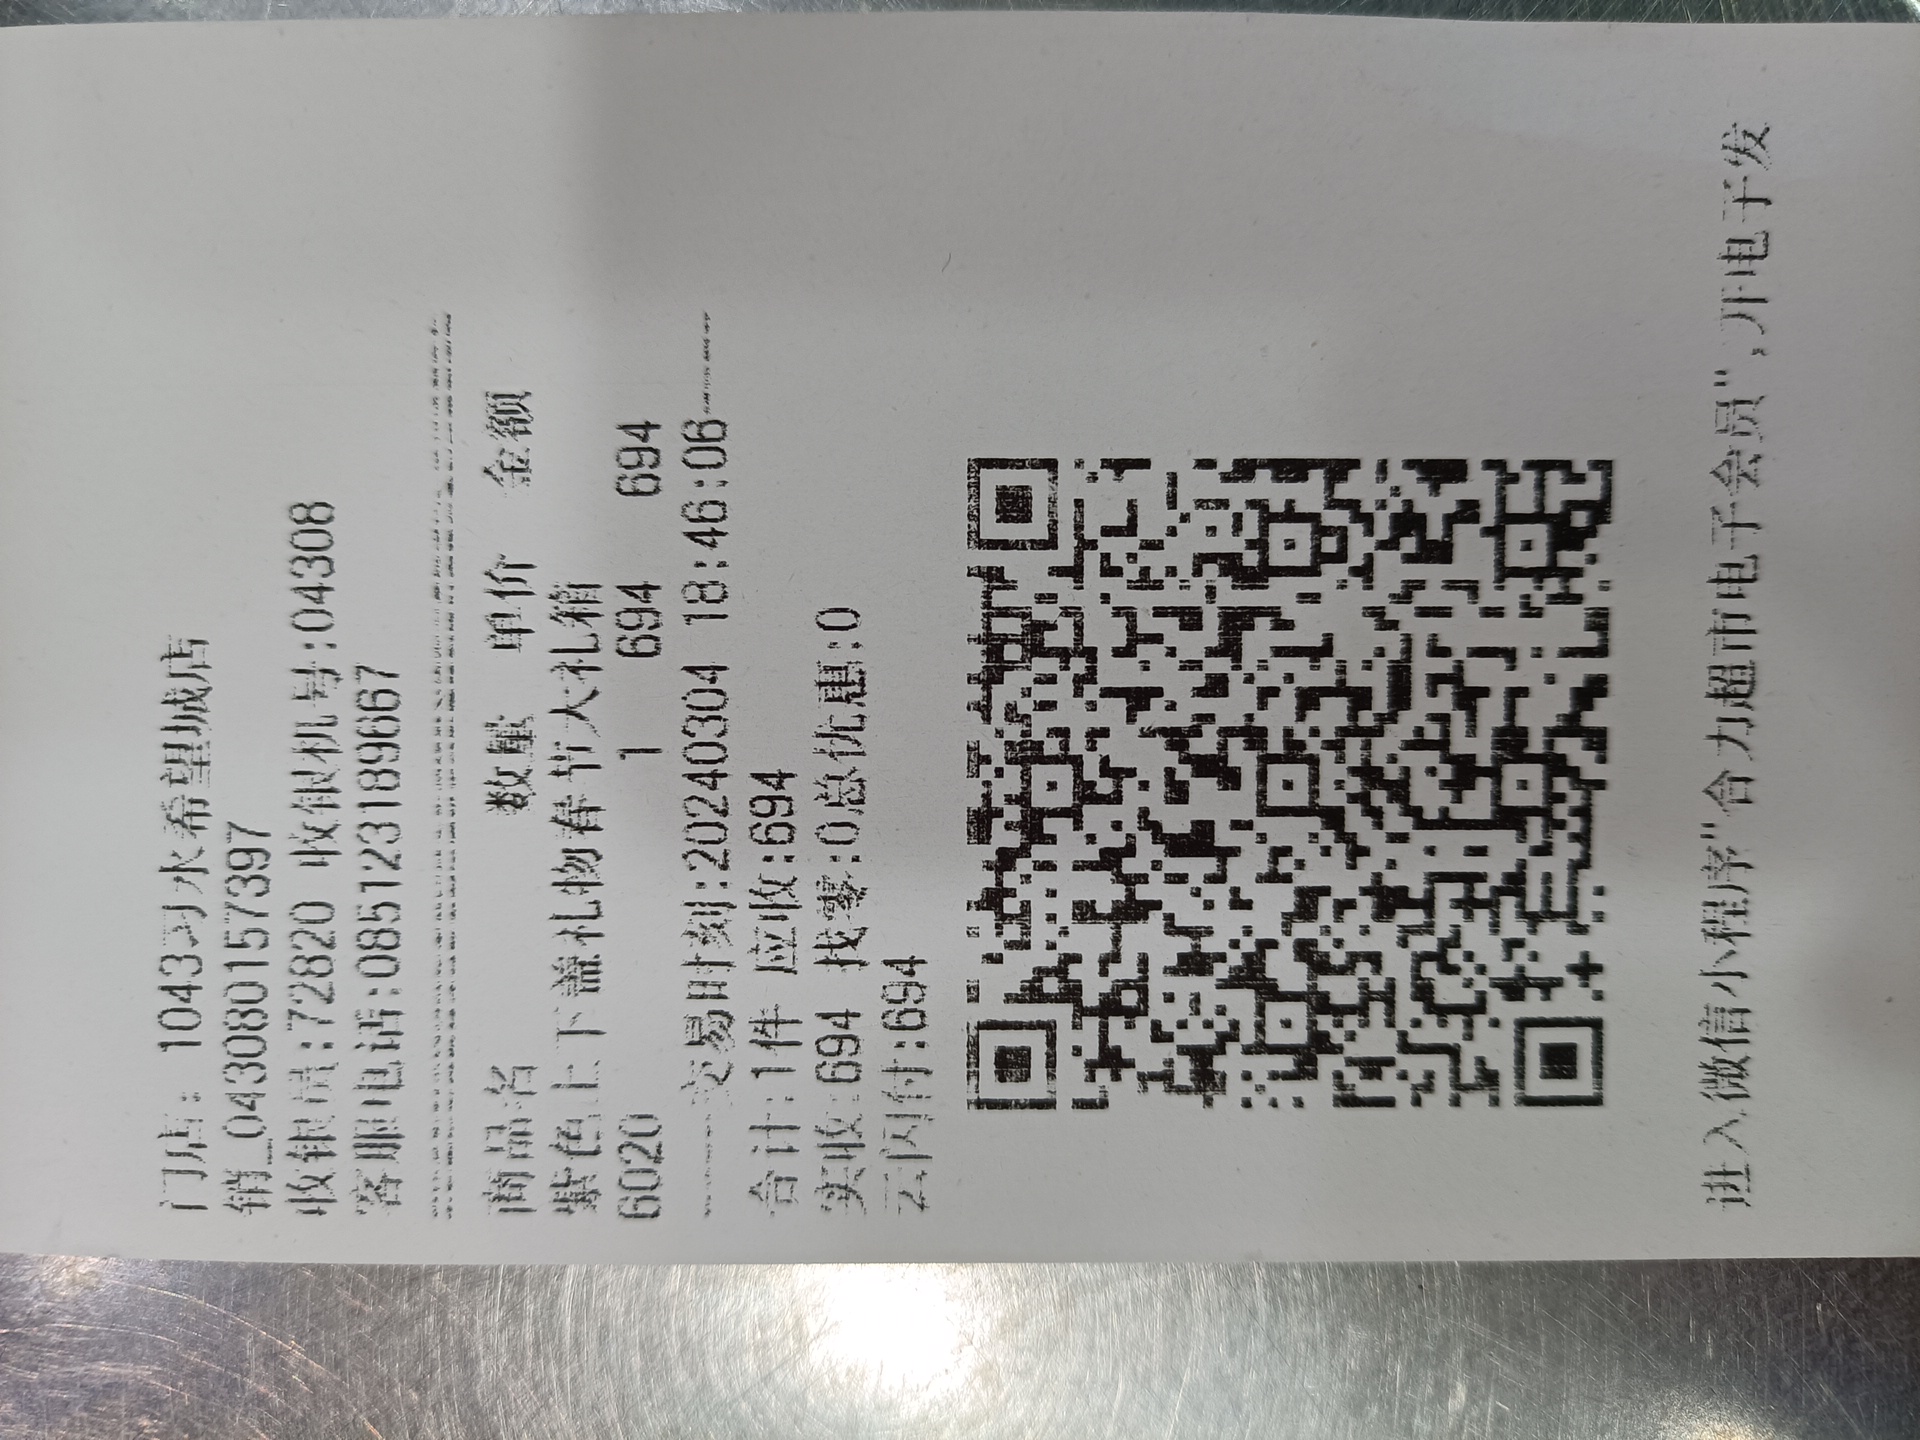 门店: 1043习水希望城店
销_04308015​7397
收银员:72820 收银机号:04308
客服电话:085123189667
商品名 数量 单价 金额
紫色上下盖礼物春节大礼箱
6020 1 694 694
交易时刻:20240304 18:46:06
合计:1件 应收:694
实收:694 找零:0总优惠:0
云闪付:694
进入微信小程序"合力超市电子会员",开电子发